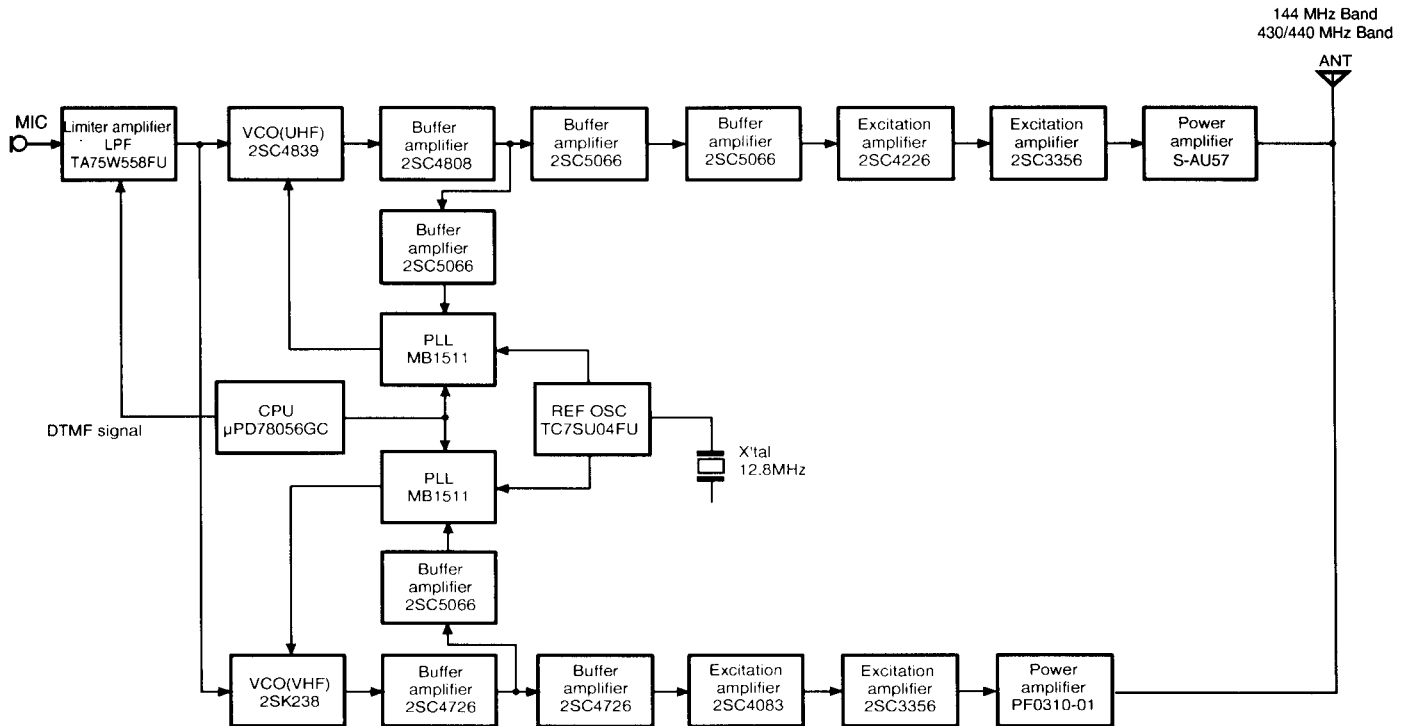 144 MHz Band
430/440 MHz Band
ANT
MIC
Limiter amplifier
LPF
TA75W558FU
VCO(UHF)
2SC4839
Buffer
amplifier
2SC4808
Buffer
amplifier
2SC5066
Buffer
amplifier
2SC5066
Excitation
amplifier
2SC4226
Excitation
amplifier
2SC3356
Power
amplifier
S-AU57
Buffer
amplfier
2SC5066
PLL
MB1511
CPU
µPD78056GC
REF OSC
TC7SU04FU
DTMF signal
X'tal
12.8MHz
PLL
MB1511
Buffer
amplifier
2SC5066
VCO(VHF)
2SK238
Buffer
amplifier
2SC4726
Buffer
amplifier
2SC4726
Excitation
amplifier
2SC4083
Excitation
amplifier
2SC3356
Power
amplifier
PF0310-01